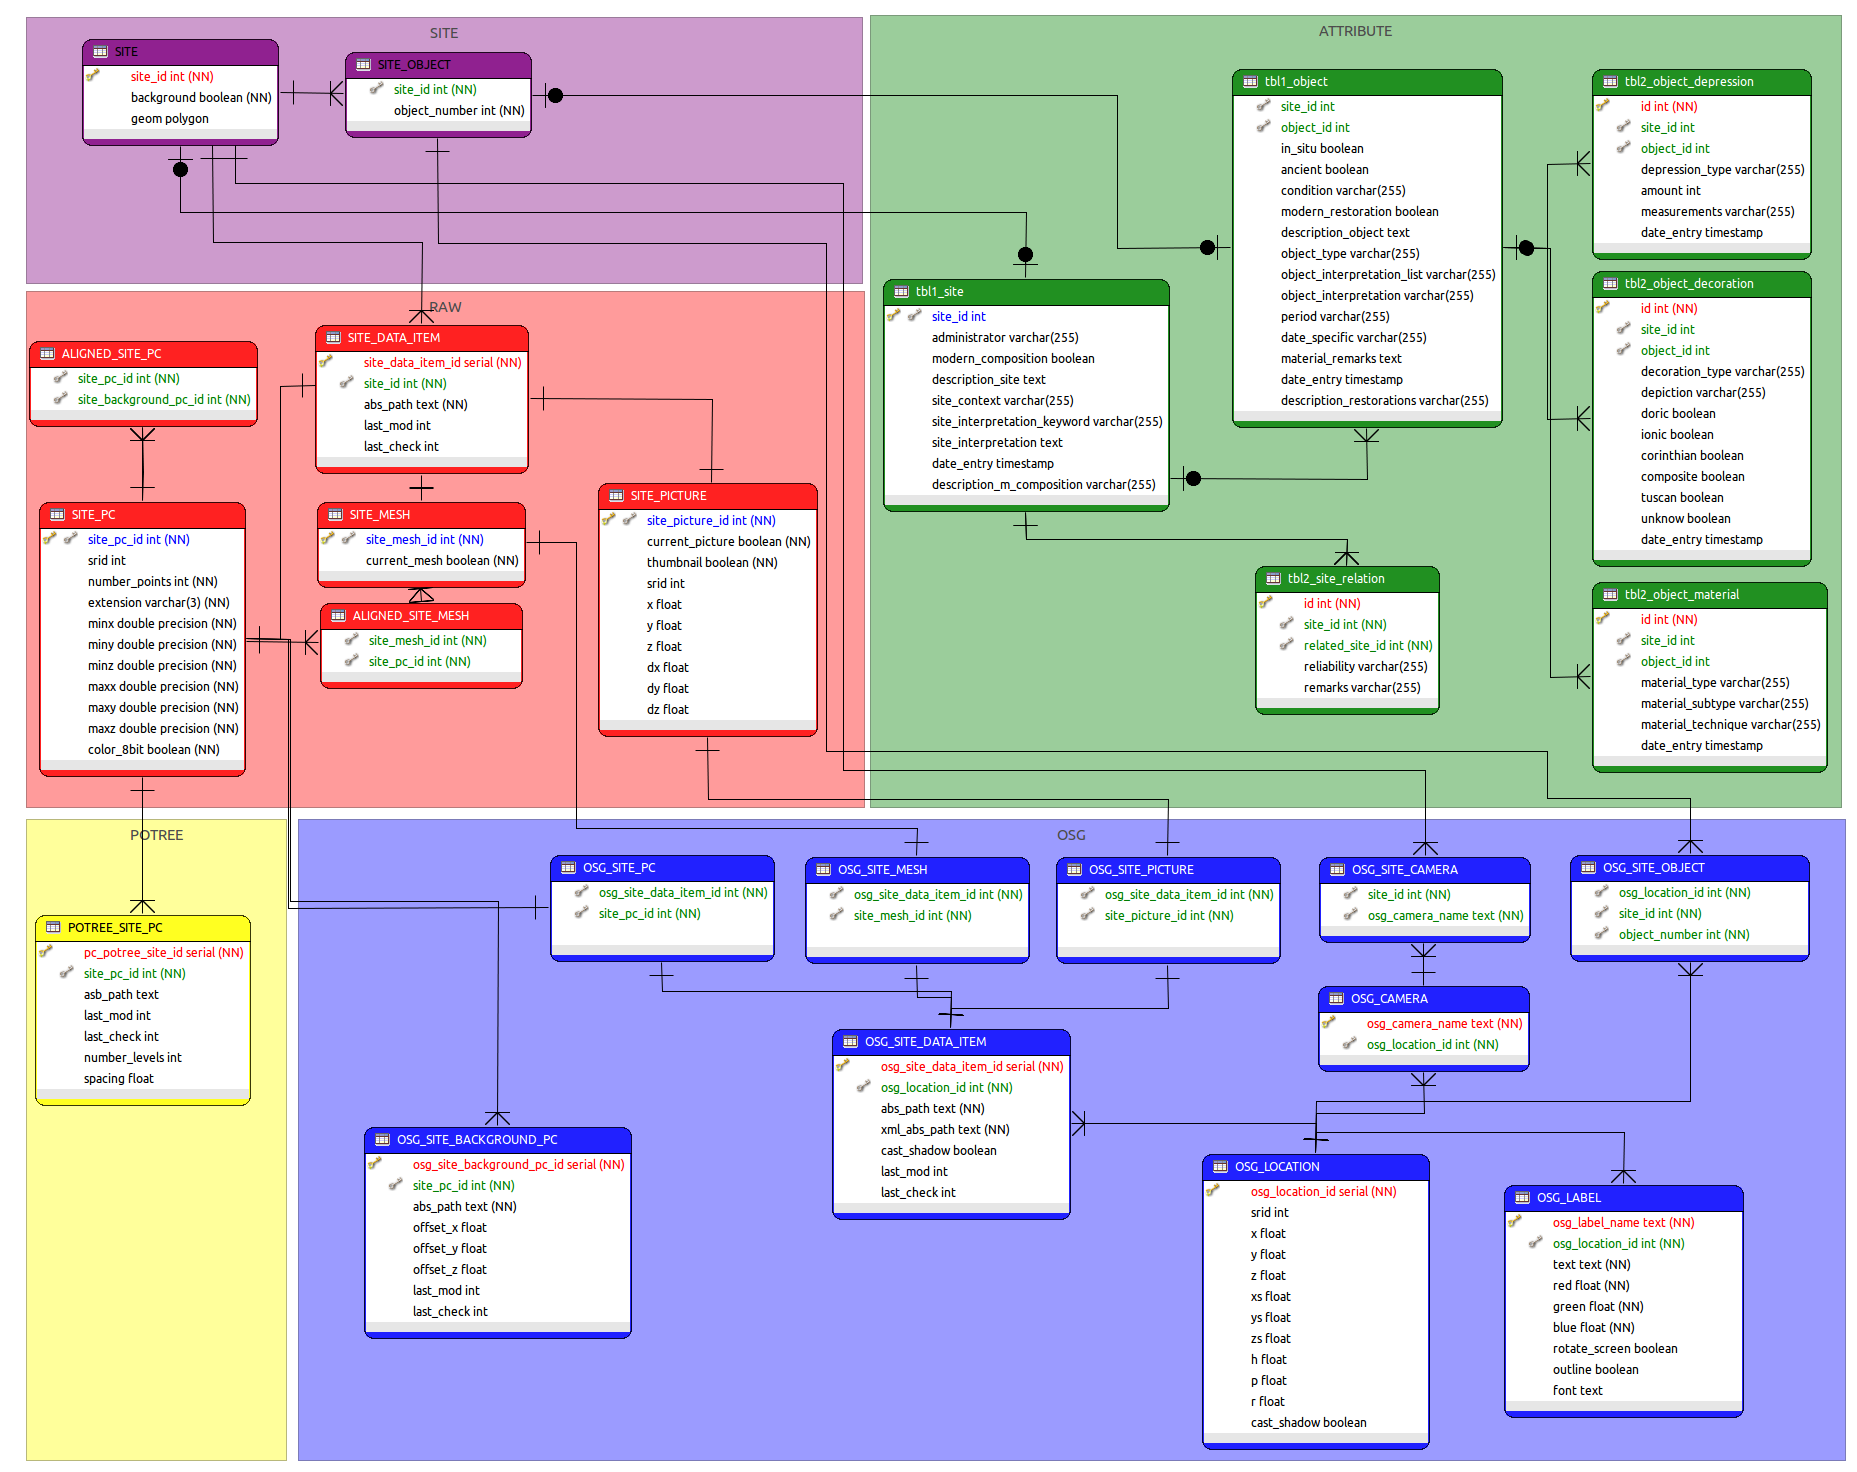 SITE
SITE
site_id int (NN)
background boolean (NN)
geom polygon
SITE_OBJECT
site_id int (NN)
object_number int (NN)
ATTRIBUTE
tbl1_object
site_id int
object_id int
in_situ boolean
ancient boolean
condition varchar(255)
modern_restoration boolean
description_object text
object_type varchar(255)
object_interpretation_list varchar(255)
object_interpretation varchar(255)
period varchar(255)
date_specific varchar(255)
material_remarks text
date_entry timestamp
description_restorations varchar(255)
tbl2_object_depression
id int (NN)
site_id int
object_id int
depression_type varchar(255)
amount int
measurements varchar(255)
date_entry timestamp
tbl2_object_decoration
id int (NN)
site_id int
object_id int
decoration_type varchar(255)
depiction varchar(255)
doric boolean
ionic boolean
corinthian boolean
composite boolean
tuscan boolean
unknow boolean
date_entry timestamp
tbl1_site
site_id int
administrator varchar(255)
modern_composition boolean
description_site text
site_context varchar(255)
site_interpretation_keyword varchar(255)
site_interpretation text
date_entry timestamp
description_m_composition varchar(255)
tbl2_site_relation
id int (NN)
site_id int (NN)
related_site_id int (NN)
reliability varchar(255)
remarks varchar(255)
tbl2_object_material
id int (NN)
site_id int
object_id int
material_type varchar(255)
material_subtype varchar(255)
material_technique varchar(255)
date_entry timestamp
RAW
ALIGNED_SITE_PC
site_pc_id int (NN)
site_background_pc_id int (NN)
SITE_DATA_ITEM
site_data_item_id serial (NN)
site_id int (NN)
abs_path text (NN)
last_mod int
last_check int
SITE_PC
site_pc_id int (NN)
srid int
number_points int (NN)
extension varchar(3) (NN)
minx double precision (NN)
miny double precision (NN)
minz double precision (NN)
maxx double precision (NN)
maxy double precision (NN)
maxz double precision (NN)
color_8bit boolean (NN)
SITE_MESH
site_mesh_id int (NN)
current_mesh boolean (NN)
ALIGNED_SITE_MESH
site_mesh_id int (NN)
site_pc_id int (NN)
SITE_PICTURE
site_picture_id int (NN)
current_picture boolean (NN)
thumbnail boolean (NN)
srid int
x float
y float
z float
dx float
dy float
dz float
POTREE
POTREE_SITE_PC
pc_potree_site_id serial (NN)
site_pc_id int (NN)
asb_path text
last_mod int
last_check int
number_levels int
spacing float
OSG
OSG_SITE_PC
osg_site_data_item_id int (NN)
site_pc_id int (NN)
OSG_SITE_MESH
osg_site_data_item_id int (NN)
site_mesh_id int (NN)
OSG_SITE_PICTURE
osg_site_data_item_id int (NN)
site_picture_id int (NN)
OSG_SITE_CAMERA
site_id int (NN)
osg_camera_name text (NN)
OSG_SITE_OBJECT
osg_location_id int (NN)
site_id int (NN)
object_number int (NN)
OSG_CAMERA
osg_camera_name text (NN)
osg_location_id int (NN)
OSG_SITE_DATA_ITEM
osg_site_data_item_id serial (NN)
osg_location_id int (NN)
abs_path text (NN)
xml_abs_path text (NN)
cast_shadow boolean
last_mod int
last_check int
OSG_SITE_BACKGROUND_PC
osg_site_background_pc_id serial (NN)
site_pc_id int (NN)
abs_path text (NN)
offset_x float
offset_y float
offset_z float
last_mod int
last_check int
OSG_LOCATION
osg_location_id serial (NN)
srid int
x float
y float
z float
xs float
ys float
zs float
h float
p float
r float
cast_shadow boolean
OSG_LABEL
osg_label_name text (NN)
osg_location_id int (NN)
text text (NN)
red float (NN)
green float (NN)
blue float (NN)
rotate_screen boolean
outline boolean
font text